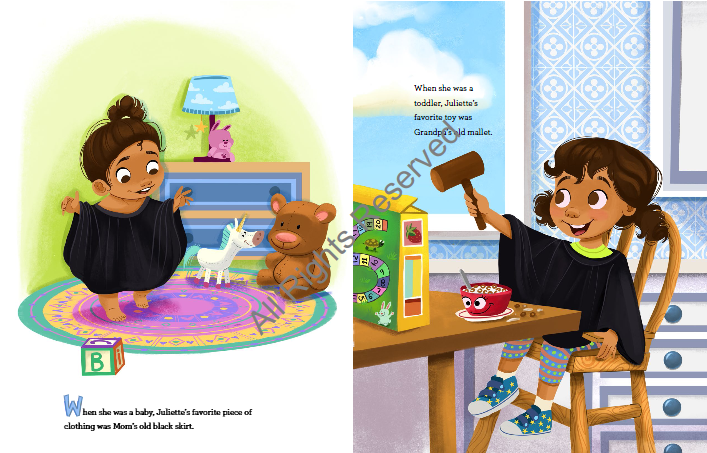 When she was a baby, Juliette's favorite piece of
clothing was Mom's old black skirt.
When she was a
toddler, Juliette's
favorite toy was
Grandpa's old mallet.
All Rights Reserved
B